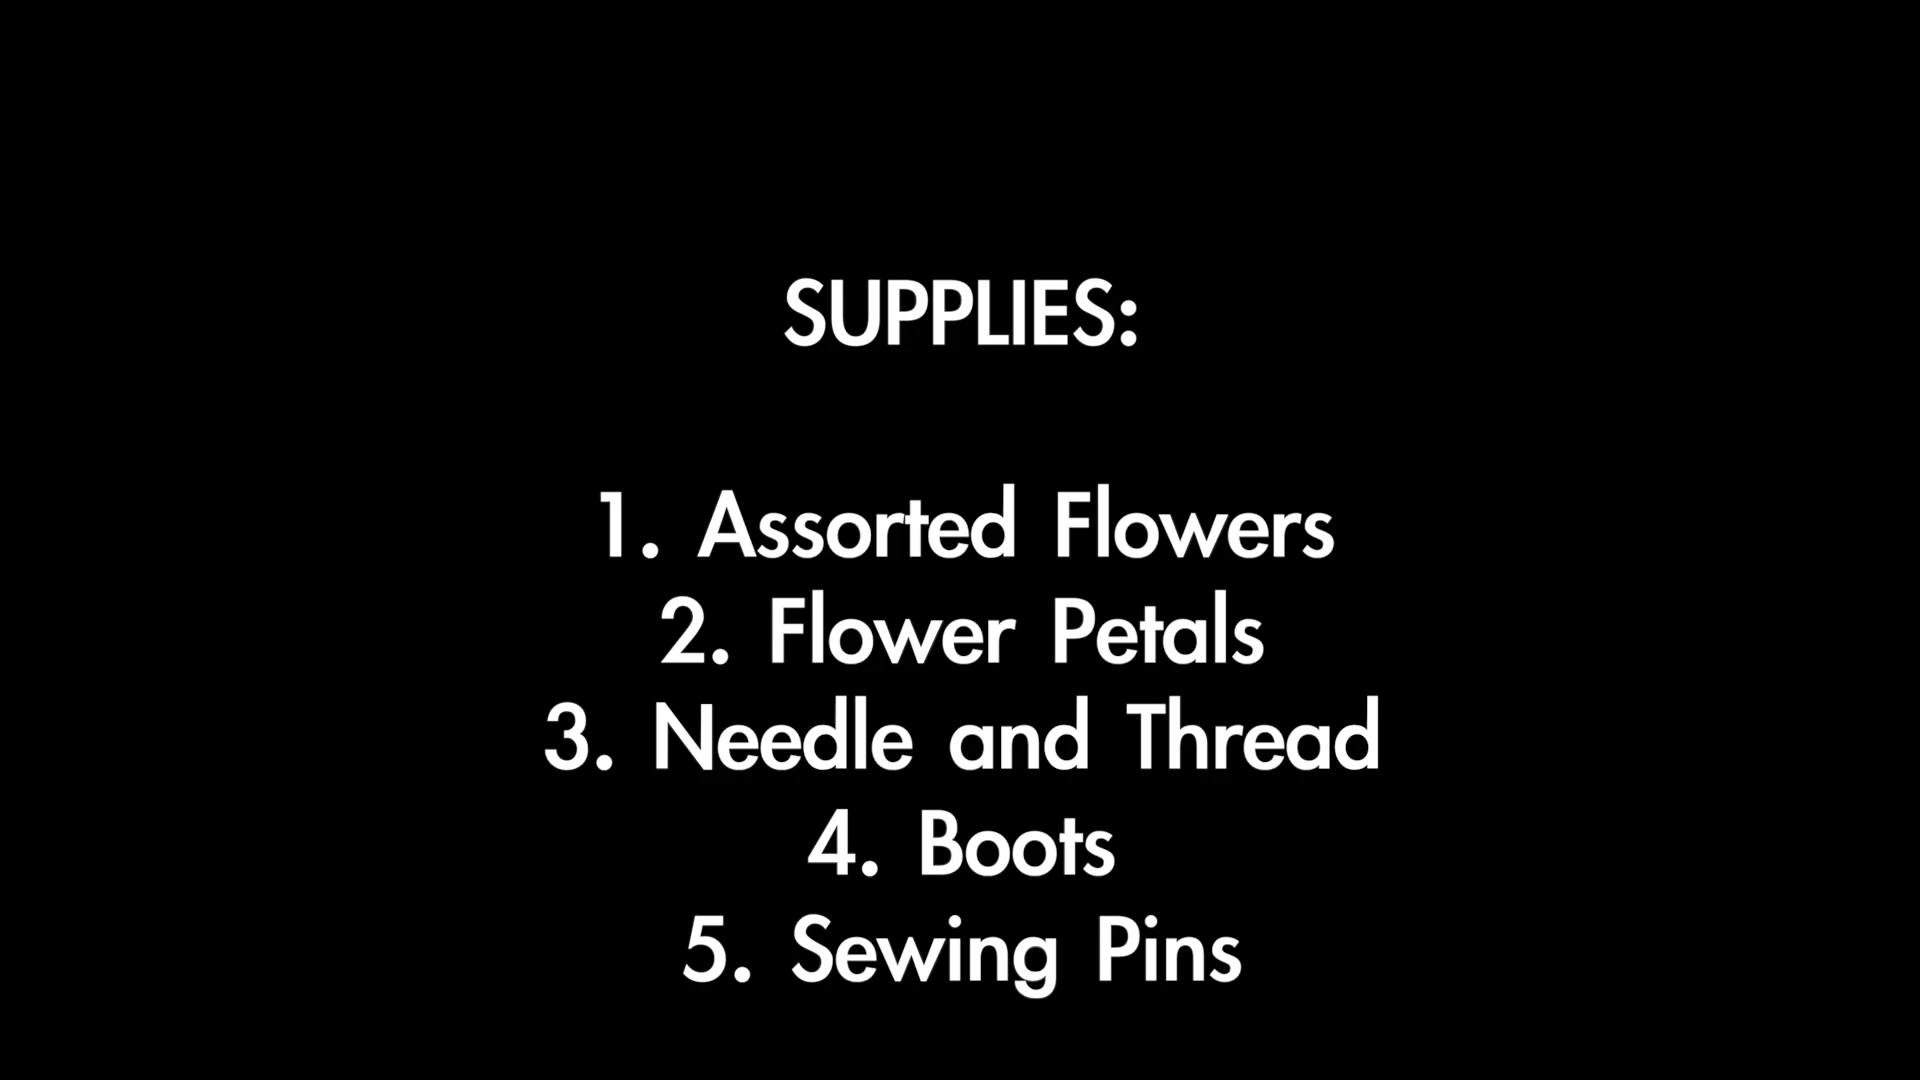 SUPPLIES:
1. Assorted Flowers
2. Flower Petals
3. Needle and Thread
4. Boots
5. Sewing Pins